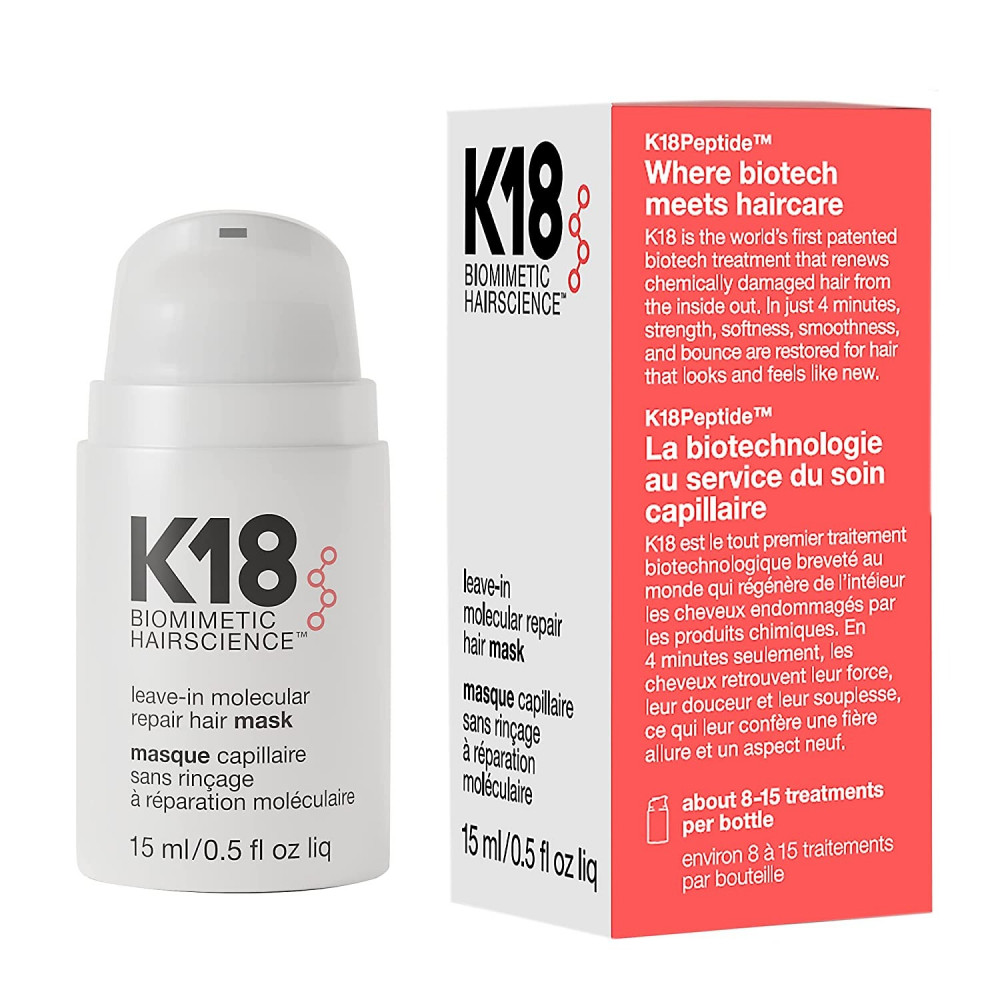 K18
BIOMIMETIC
HAIRSCIENCE™
leave-in molecular
repair hair mask
masque capillaire
sans rinçage
à réparation moléculaire
15 ml/0.5 fl oz liq
K18
BIOMIMETIC
HAIRSCIENCE™
leave-in
molecular repair
hair mask
masque capillaire
sans rinçage
à réparation
moléculaire
15 ml/0.5 fl oz liq
K18Peptide™
Where biotech
meets haircare
K18 is the world's first patented
biotech treatment that renews
chemically damaged hair from
the inside out. In just 4 minutes,
strength, softness, smoothness,
and bounce are restored for hair
that looks and feels like new.
K18Peptide™
La biotechnologie
au service du soin
capillaire
K18 est le tout premier traitement
biotechnologique breveté au
monde qui régénère de l'intéieur
les cheveux endommagés par
les produits chimiques. En
4 minutes seulement, les
cheveux retrouvent leur force,
leur douceur et leur souplesse,
ce qui leur confère une fière
allure et un aspect neuf.
about 8-15 treatments
per bottle
environ 8 à 15 traitements
par bouteille